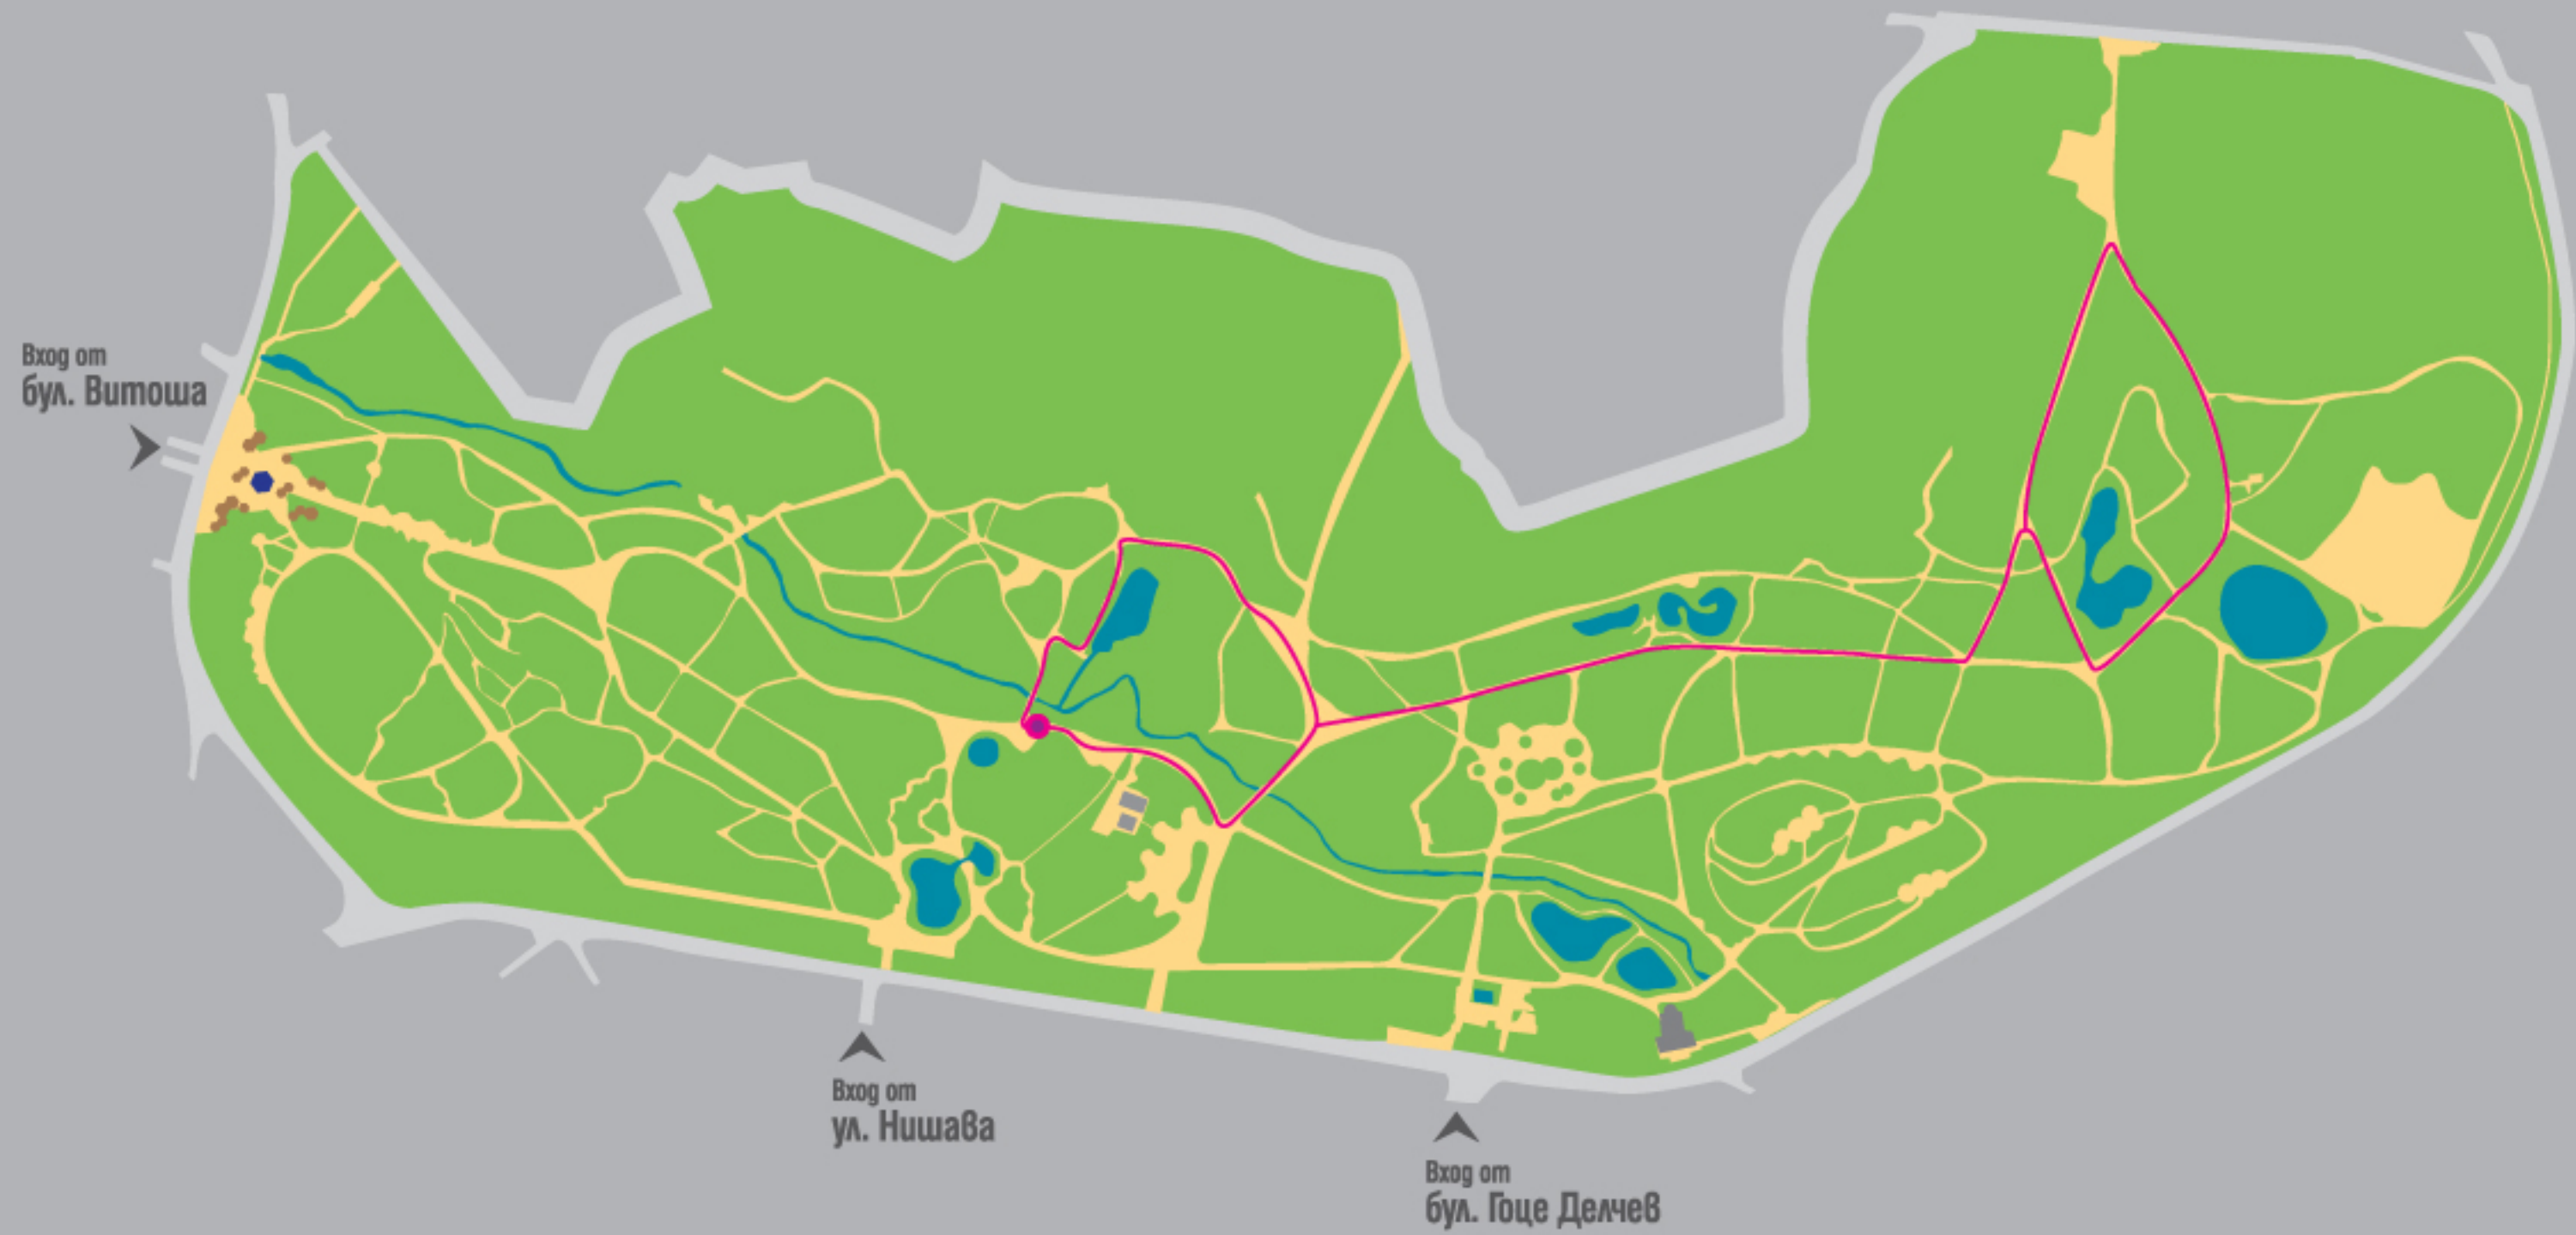 Вход от
бул. Витоша
Вход от
ул. Нишава
Вход от
бул. Гоце Делчев